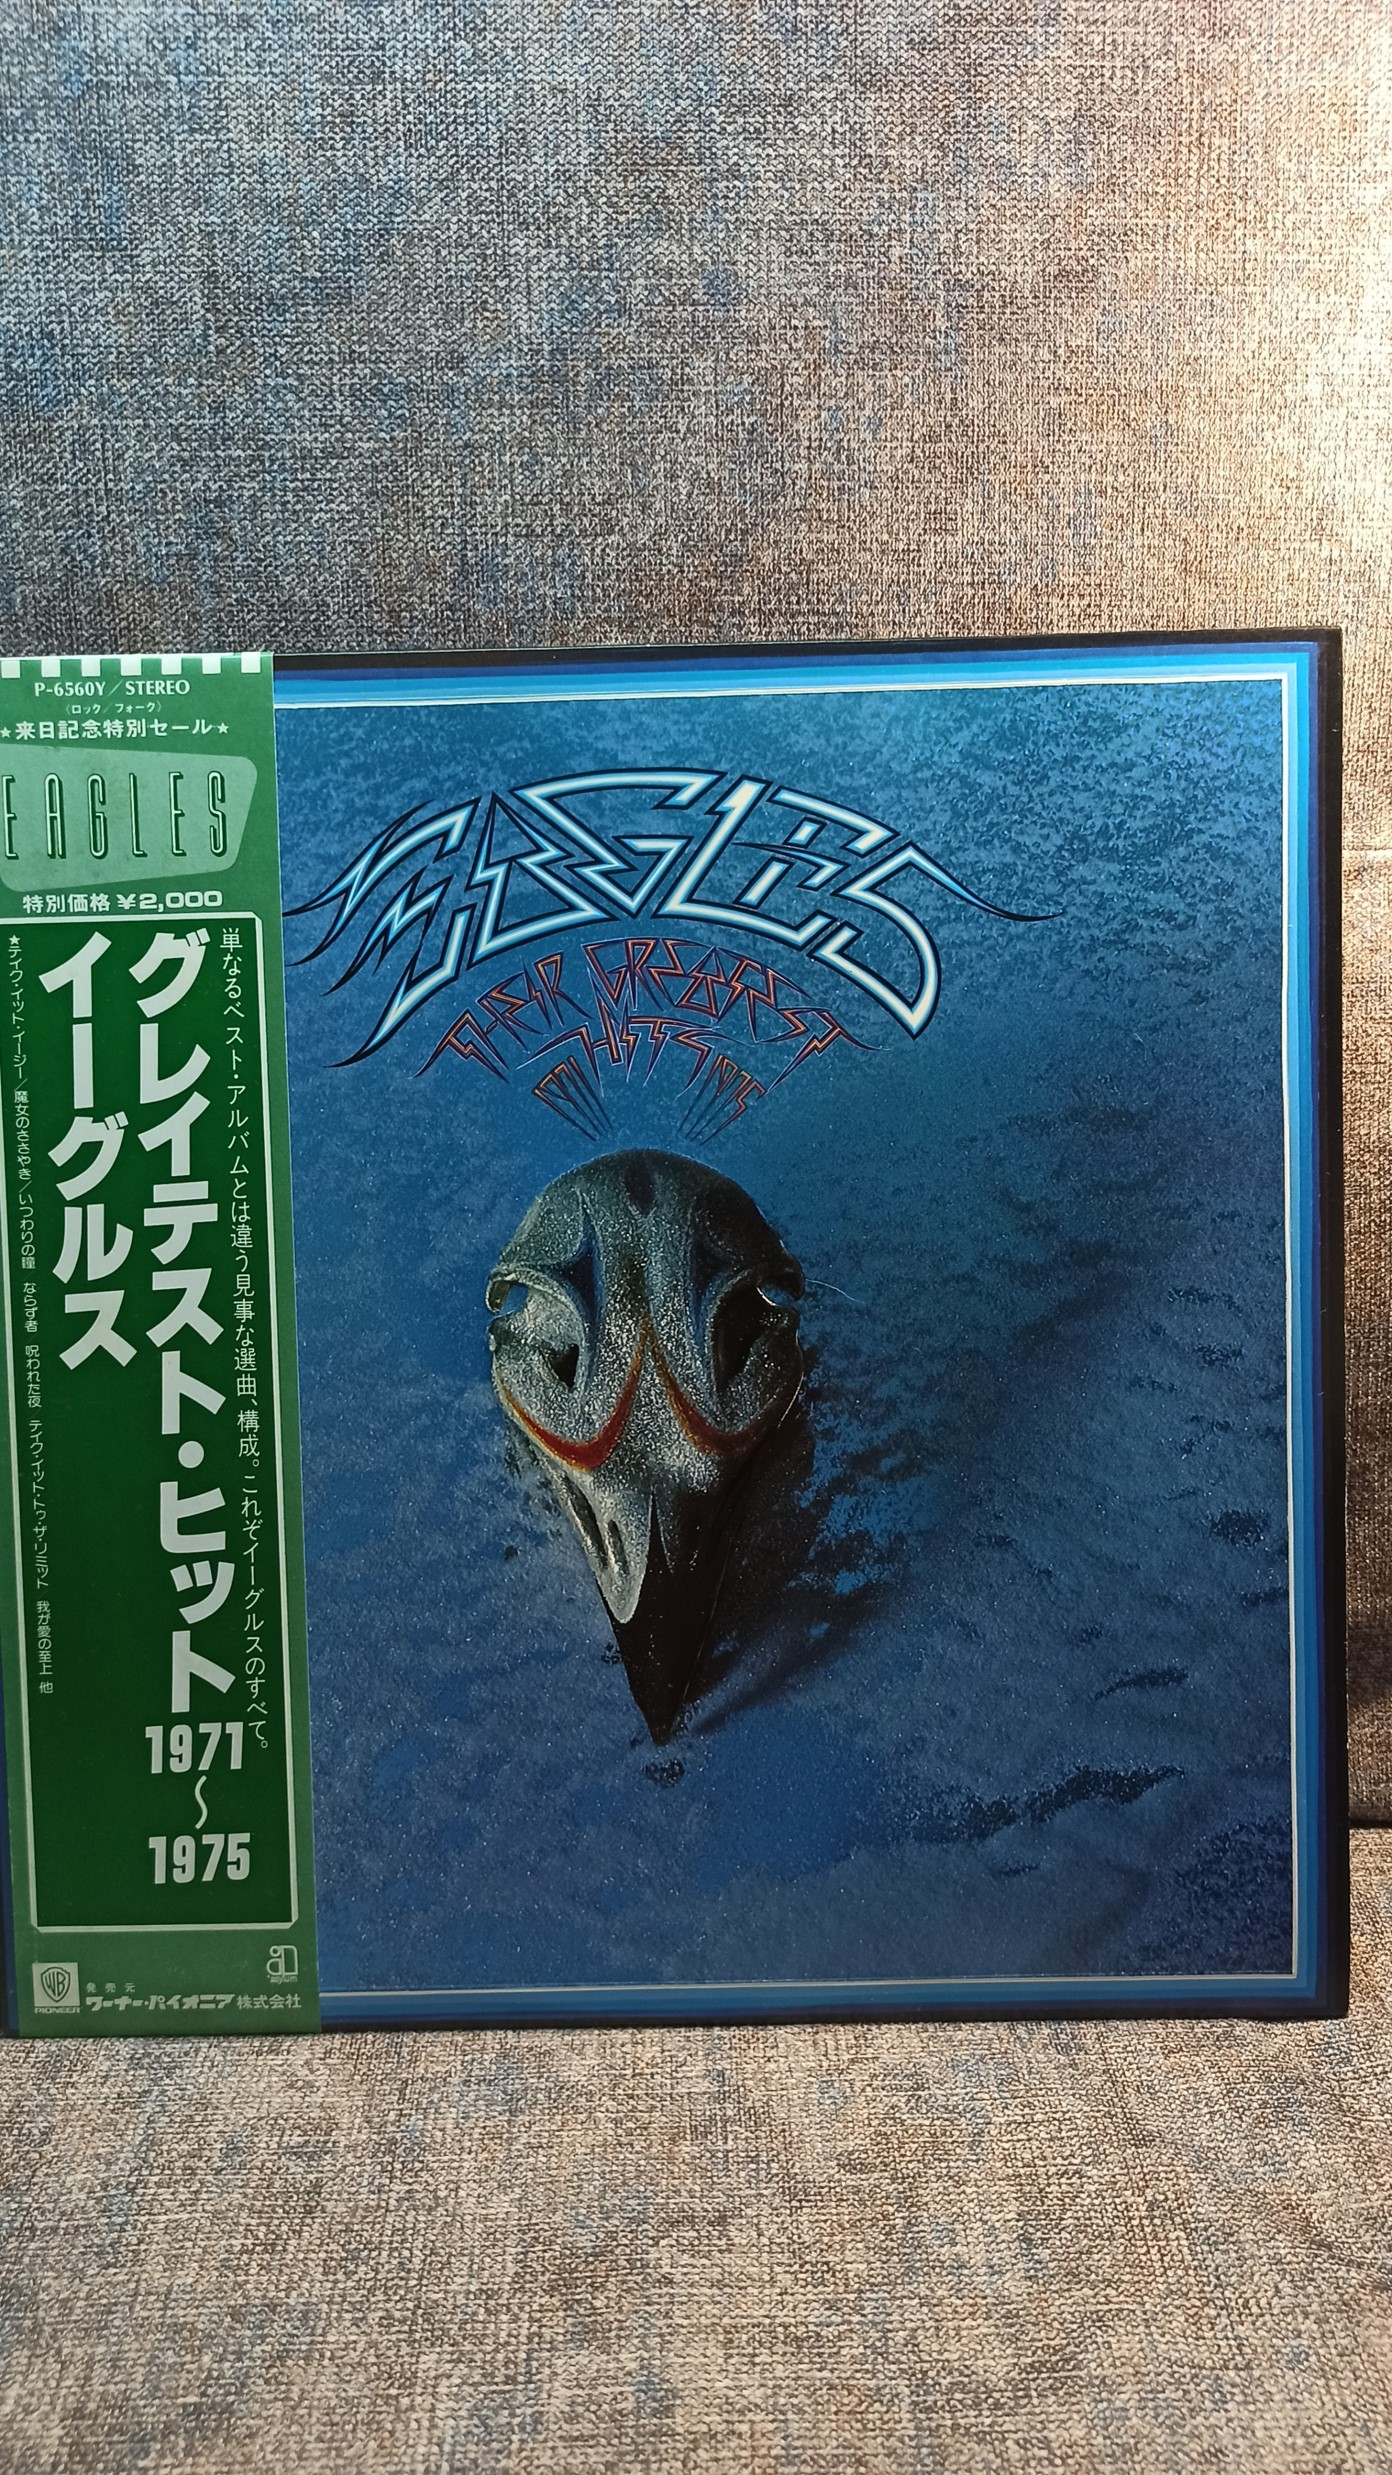 P-6560Y／STEREO
〈ロック／フォーク〉
★来日記念特別セール★
EAGLES
特別価格 ¥2,000
単なるベスト・アルバムとは違う見事な選曲、構成。これぞイーグルスのすべて。
グレイテスト・ヒット 1971〜1975
イーグルス
★テイク・イット・イージー／魔女のささやき／いつわりの瞳 ならず者 呪われた夜 テイク・イット・トゥ・ザ・リミット 我が愛の至上 他
WB
PIONEER
発売元
ワーナー・パイオニア株式会社
asylum
EAGLES
THEIR GREATEST
HITS
1971 1975